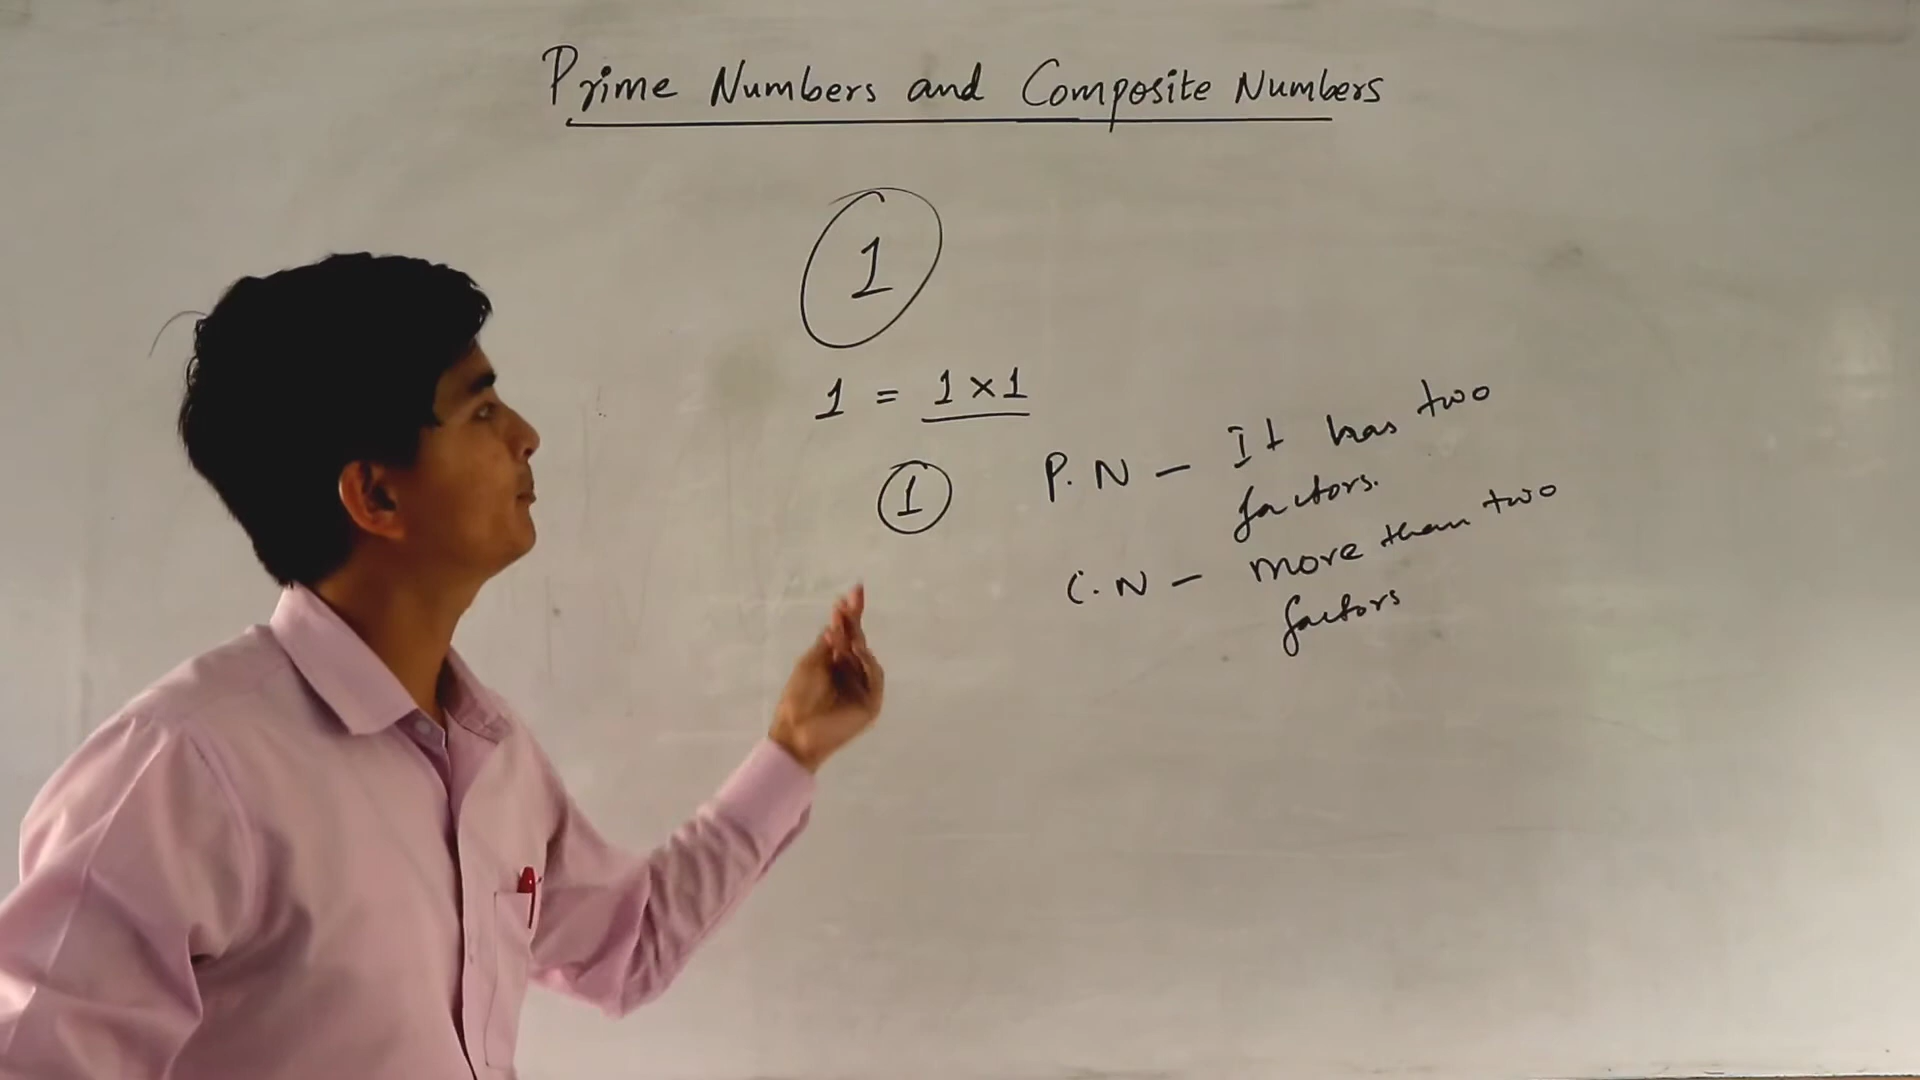 Prime Numbers and Composite Numbers
1
1 = 1 × 1
1
P.N – It has two
factors.
C.N – more than two
factors